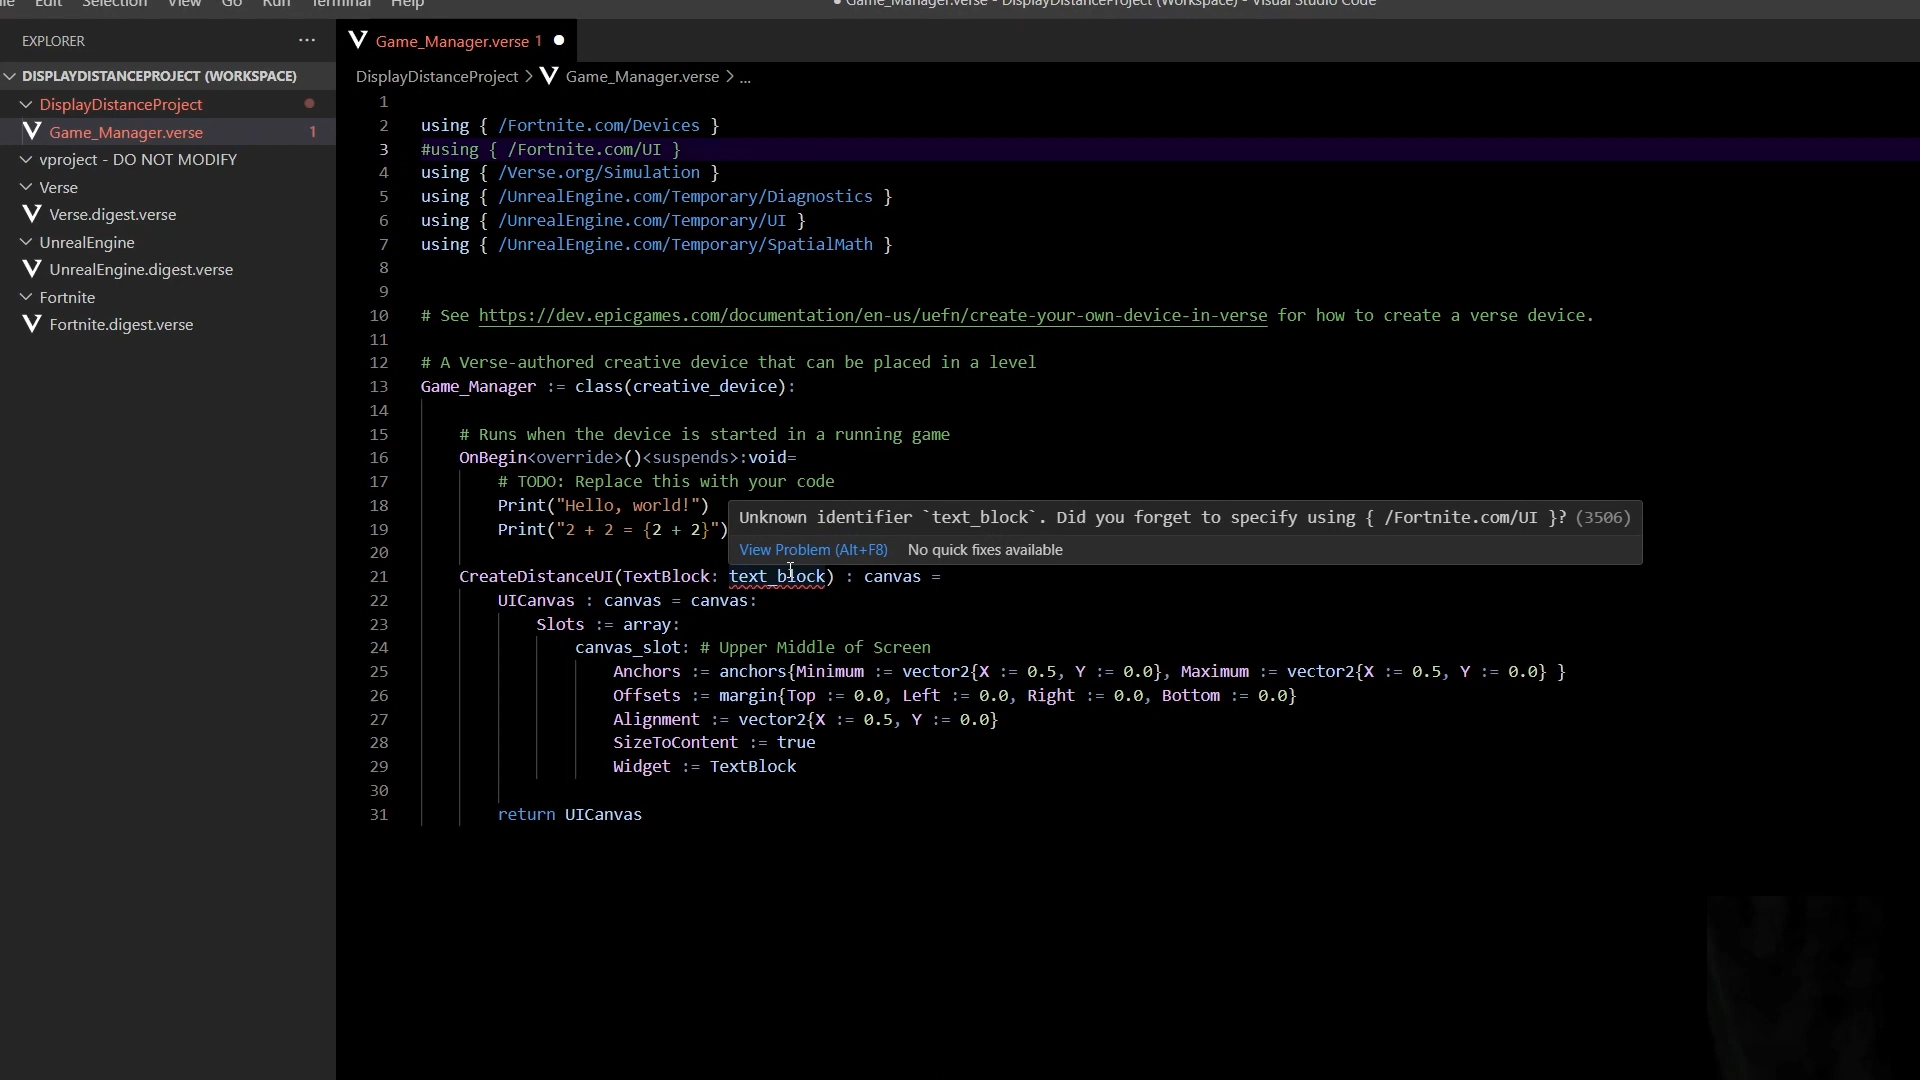 Edit Selection View Go Run Terminal Help
● Game_Manager.verse - DisplayDistanceProject (Workspace) - Visual Studio Code
EXPLORER ···
Game_Manager.verse 1 ●
DISPLAYDISTANCEPROJECT (WORKSPACE)
DisplayDistanceProject
Game_Manager.verse 1
vproject - DO NOT MODIFY
Verse
Verse.digest.verse
UnrealEngine
UnrealEngine.digest.verse
Fortnite
Fortnite.digest.verse
DisplayDistanceProject > Game_Manager.verse > ...
1
2 using { /Fortnite.com/Devices }
3 #using { /Fortnite.com/UI }
4 using { /Verse.org/Simulation }
5 using { /UnrealEngine.com/Temporary/Diagnostics }
6 using { /UnrealEngine.com/Temporary/UI }
7 using { /UnrealEngine.com/Temporary/SpatialMath }
8
9
10 # See https://dev.epicgames.com/documentation/en-us/uefn/create-your-own-device-in-verse for how to create a verse device.
11
12 # A Verse-authored creative device that can be placed in a level
13 Game_Manager := class(creative_device):
14
15 # Runs when the device is started in a running game
16 OnBegin<override>()<suspends>:void=
17 # TODO: Replace this with your code
18 Print("Hello, world!")
19 Print("2 + 2 = {2 + 2}")
Unknown identifier `text_block`. Did you forget to specify using { /Fortnite.com/UI }? (3506)
View Problem (Alt+F8) No quick fixes available
20
21 CreateDistanceUI(TextBlock: text_block) : canvas =
22 UICanvas : canvas = canvas:
23 Slots := array:
24 canvas_slot: # Upper Middle of Screen
25 Anchors := anchors{Minimum := vector2{X := 0.5, Y := 0.0}, Maximum := vector2{X := 0.5, Y := 0.0} }
26 Offsets := margin{Top := 0.0, Left := 0.0, Right := 0.0, Bottom := 0.0}
27 Alignment := vector2{X := 0.5, Y := 0.0}
28 SizeToContent := true
29 Widget := TextBlock
30
31 return UICanvas